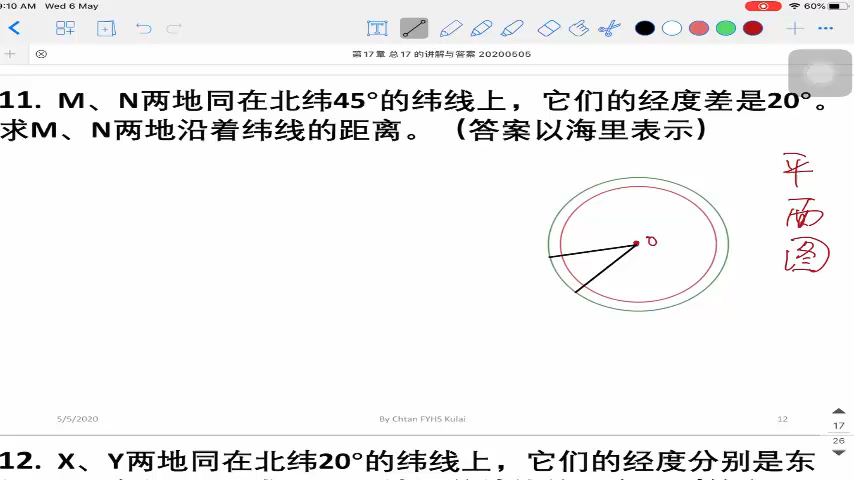 9:10 AM Wed 6 May
60%
第17章 总17 的讲解与答案 20200505
11. M、N两地同在北纬45°的纬线上，它们的经度差是20°。
求M、N两地沿着纬线的距离。（答案以海里表示）
平
面
图
O
5/5/2020 By Chtan FYHS Kulai 12
17
26
12. X、Y两地同在北纬20°的纬线上，它们的经度分别是东